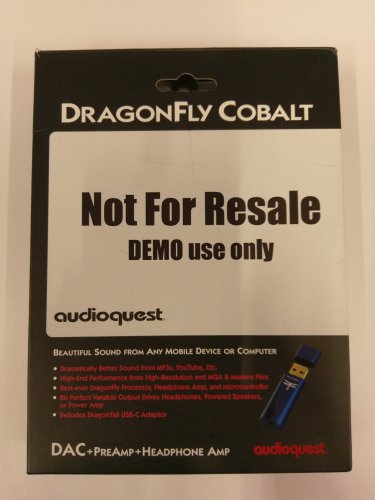 DRAGONFLY COBALT
Not For Resale
DEMO use only
audioquest
BEAUTIFUL SOUND FROM ANY MOBILE DEVICE OR COMPUTER
• Dramatically Better Sound from MP3s, YouTube, Etc.
• High-End Performance from High-Resolution and MQA & Masters Files
• Best-ever DragonFly Processor, Headphone Amp, and Microcontroller
• Bit-Perfect Variable Output Drives Headphones, Powered Speakers,
or Power Amp
• Includes DragonTail USB-C Adaptor
DAC+PREAMP+HEADPHONE AMP
audioquest